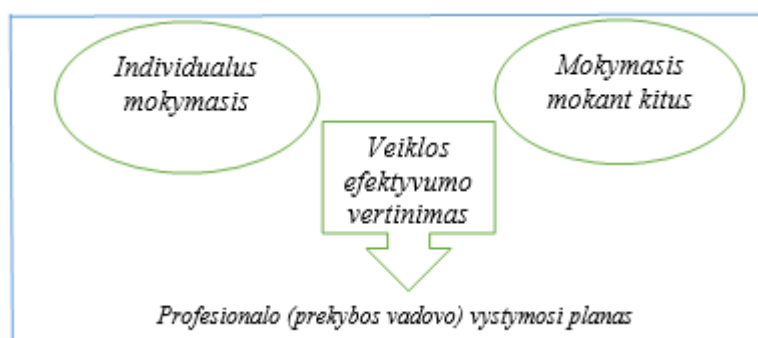 Individualus
mokymasis
Mokymasis
mokant kitus
Veiklos
efektyvumo
vertinimas
Profesionalo (prekybos vadovo) vystymosi planas